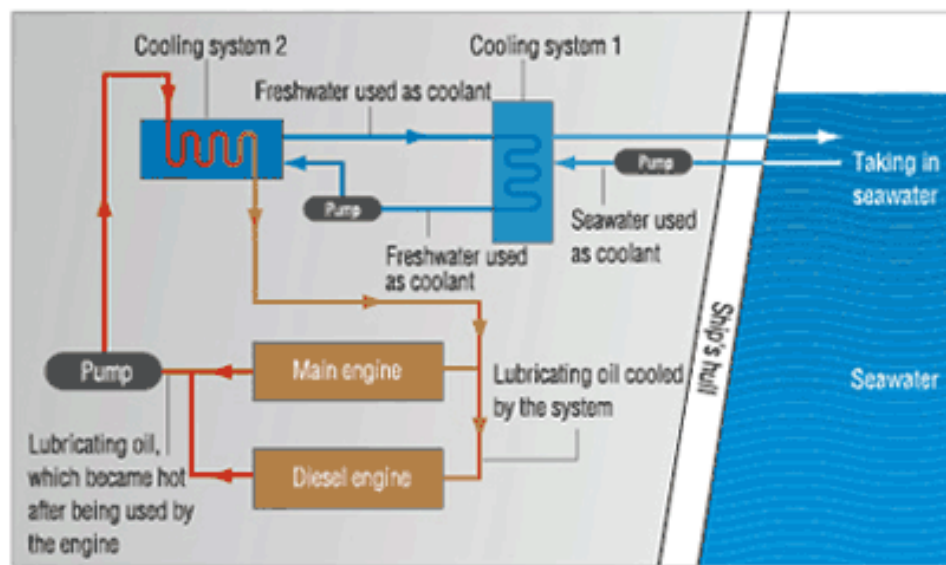 Cooling system 2
Cooling system 1
Freshwater used as coolant
Pump
Taking in
seawater
Pump
Freshwater used
as coolant
Seawater used
as coolant
Ship's hull
Pump
Main engine
Lubricating oil cooled
by the system
Seawater
Lubricating oil,
which became hot
after being used by
the engine
Diesel engine